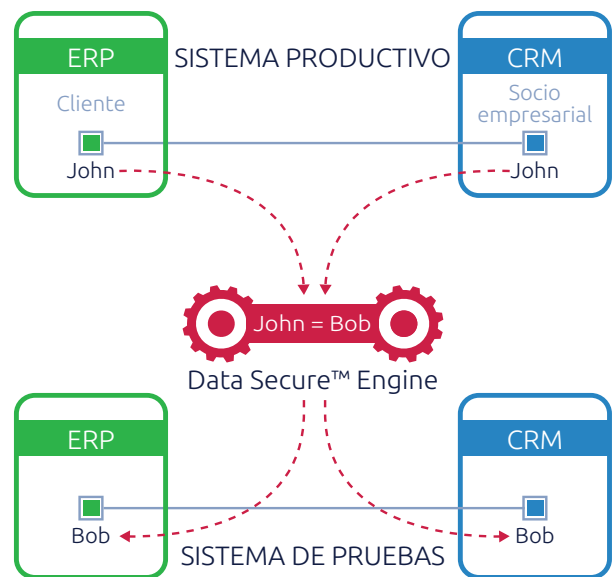 ERP
SISTEMA PRODUCTIVO
CRM
Cliente
Socio
empresarial
John
John
John = Bob
Data Secure™ Engine
ERP
CRM
Bob
Bob
SISTEMA DE PRUEBAS